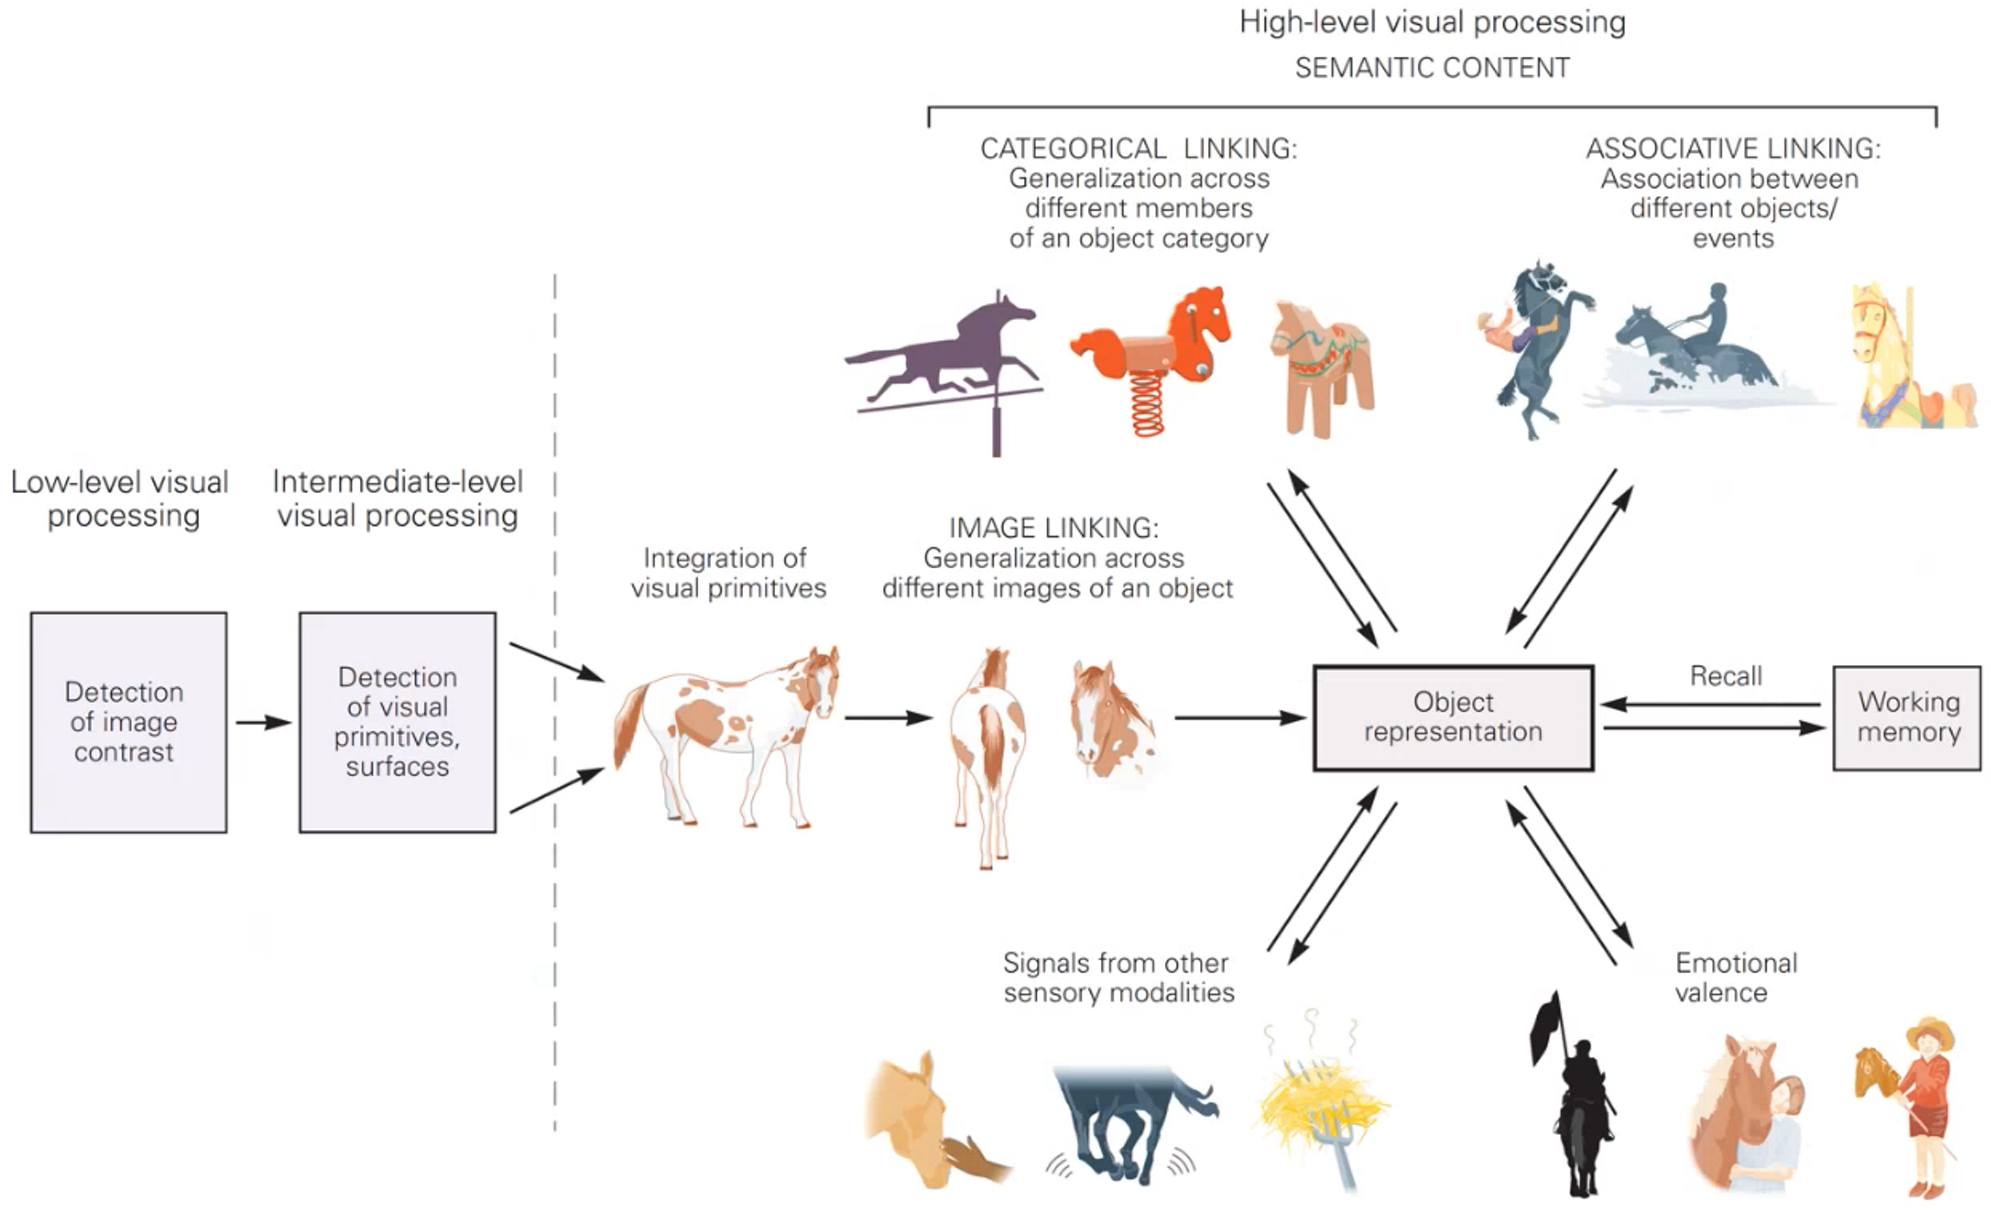 High-level visual processing
SEMANTIC CONTENT
CATEGORICAL LINKING:
Generalization across
different members
of an object category
ASSOCIATIVE LINKING:
Association between
different objects/
events
Low-level visual
processing
Intermediate-level
visual processing
Integration of
visual primitives
IMAGE LINKING:
Generalization across
different images of an object
Detection
of image
contrast
Detection
of visual
primitives,
surfaces
Object
representation
Recall
Working
memory
Signals from other
sensory modalities
Emotional
valence